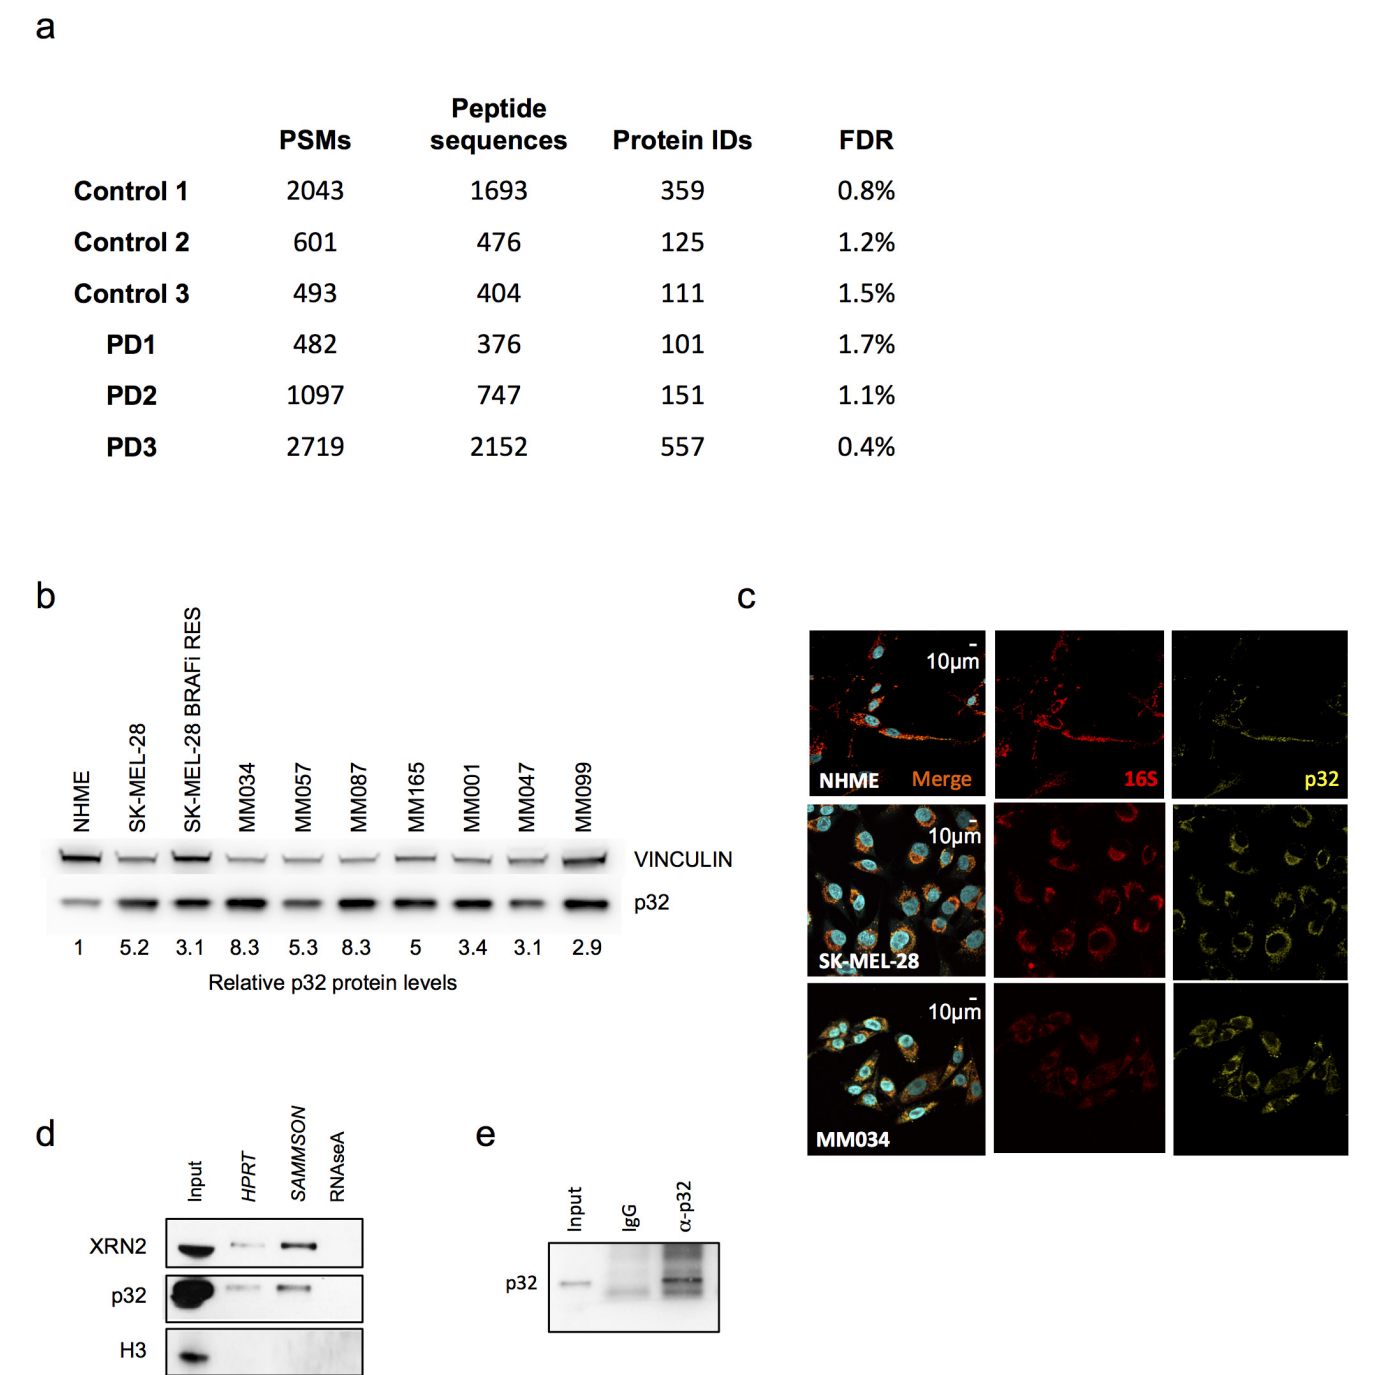 a
PSMs Peptide sequences Protein IDs FDR
Control 1 2043 1693 359 0.8%
Control 2 601 476 125 1.2%
Control 3 493 404 111 1.5%
PD1 482 376 101 1.7%
PD2 1097 747 151 1.1%
PD3 2719 2152 557 0.4%
b
NHME
SK-MEL-28
SK-MEL-28 BRAFi RES
MM034
MM057
MM087
MM165
MM001
MM047
MM099
VINCULIN
p32
1 5.2 3.1 8.3 5.3 8.3 5 3.4 3.1 2.9
Relative p32 protein levels
c
10µm
NHME Merge 16S p32
10µm
SK-MEL-28
10µm
MM034
d
Input
HPRT
SAMMSON
RNAseA
XRN2
p32
H3
e
Input
IgG
α-p32
p32